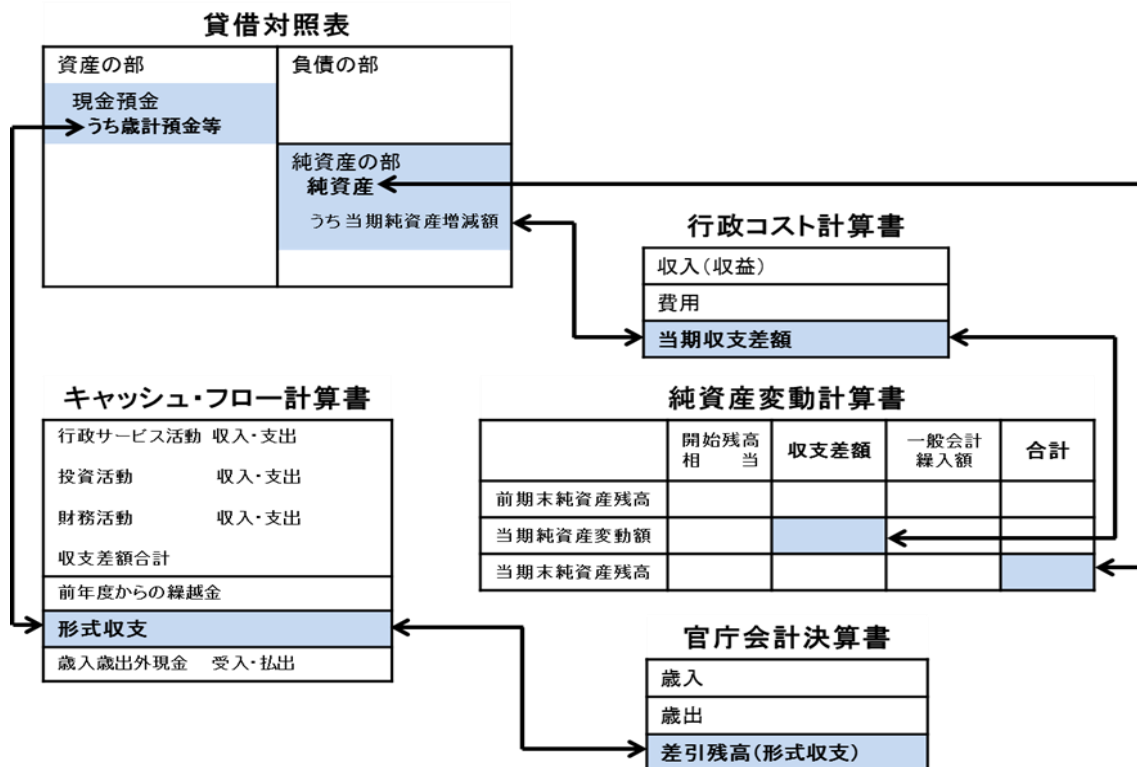 貸借対照表
資産の部
負債の部
現金預金
うち歳計預金等
純資産の部
純資産
うち当期純資産増減額
行政コスト計算書
収入(収益)
費用
当期収支差額
キャッシュ・フロー計算書
行政サービス活動 収入・支出
投資活動 収入・支出
財務活動 収入・支出
収支差額合計
前年度からの繰越金
形式収支
歳入歳出外現金 受入・払出
純資産変動計算書
開始残高
相 当
収支差額
一般会計
繰入額
合計
前期末純資産残高
当期純資産変動額
当期末純資産残高
官庁会計決算書
歳入
歳出
差引残高(形式収支)